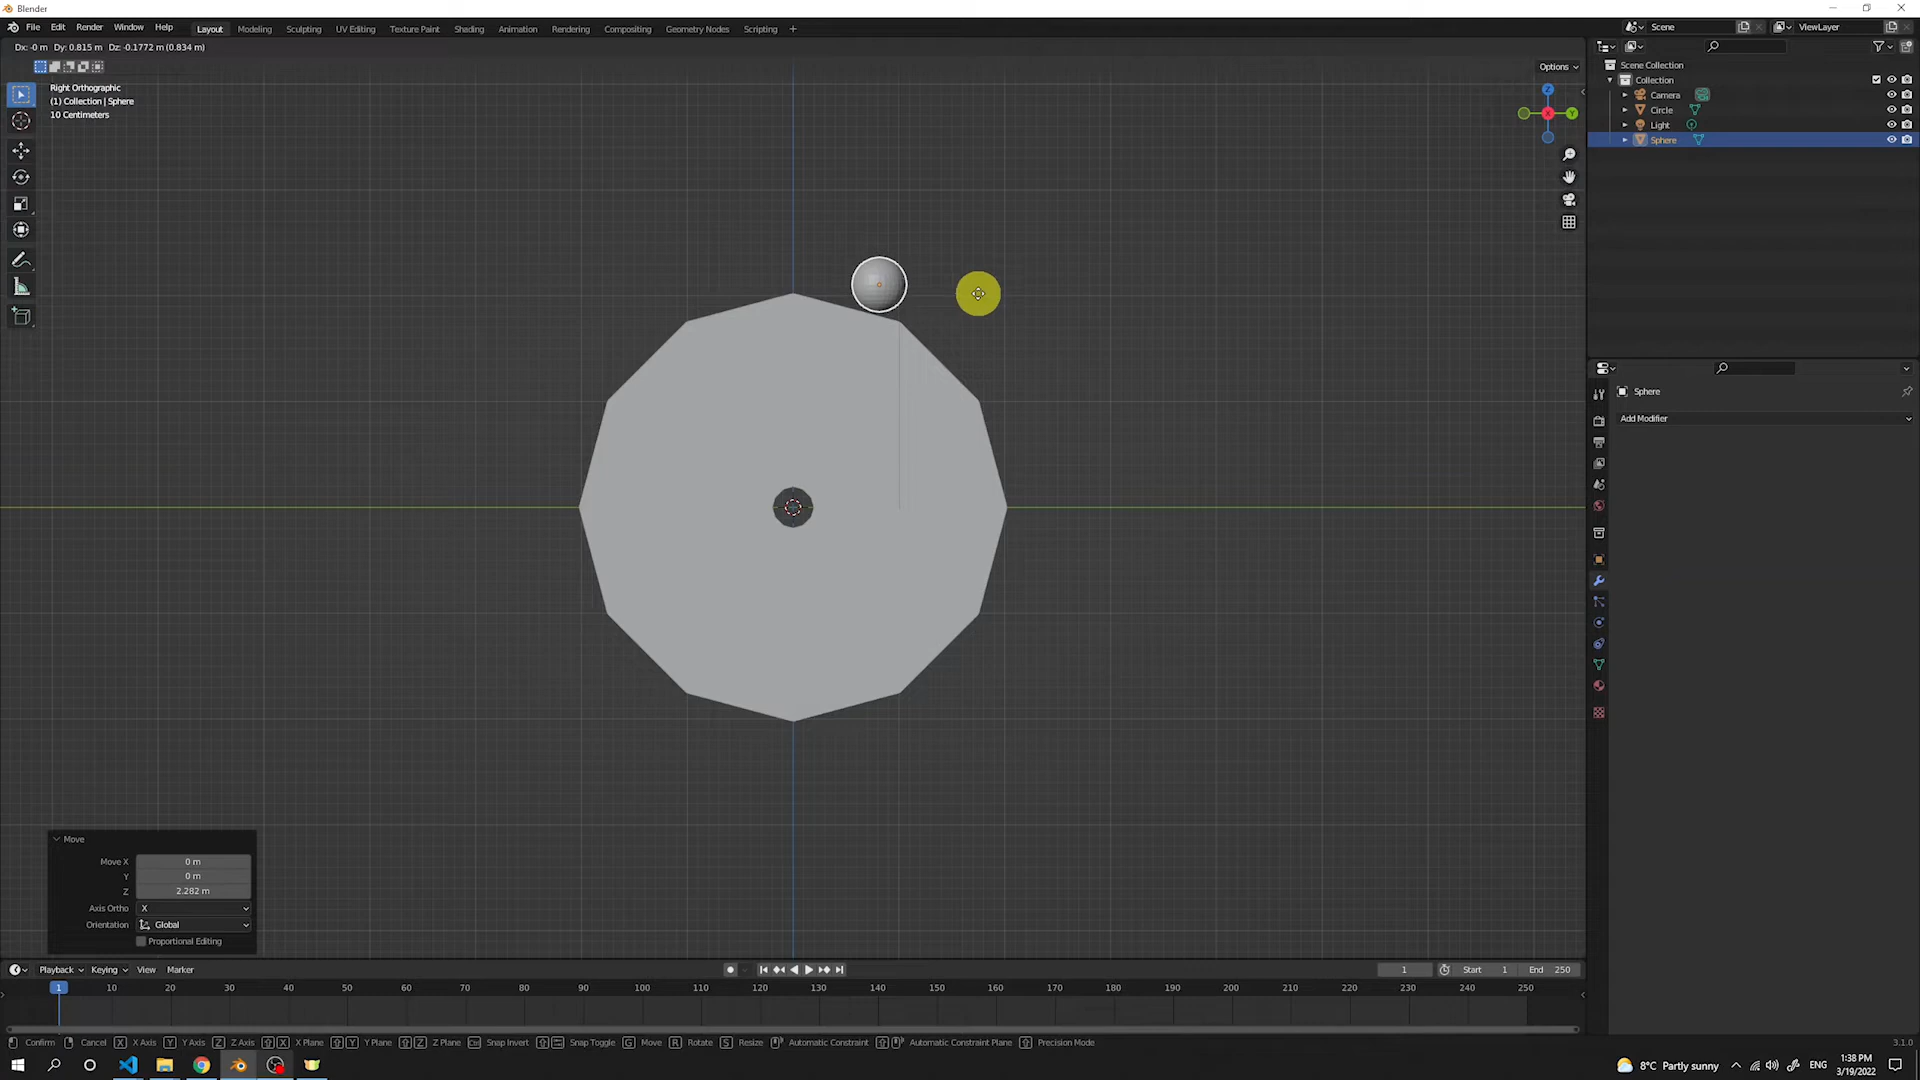 Blender
File Edit Render Window Help
Layout Modeling Sculpting UV Editing Texture Paint Shading Animation Rendering Compositing Geometry Nodes Scripting +
Scene
ViewLayer
Dx: -0 m Dy: 0.815 m Dz: -0.1772 m (0.834 m)
Options
Right Orthographic
(1) Collection | Sphere
10 Centimeters
Z
Y
X
Scene Collection
Collection
Camera
Circle
Light
Sphere
Sphere
Add Modifier
Move
Move X 0 m
Y 0 m
Z 2.282 m
Axis Ortho X
Orientation Global
Proportional Editing
Playback Keying View Marker
1 Start 1 End 250
1 10 20 30 40 50 60 70 80 90 100 110 120 130 140 150 160 170 180 190 200 210 220 230 240 250
Confirm Cancel X X Axis Y Y Axis Z Z Axis X X Plane Y Y Plane Z Z Plane Snap Invert Snap Toggle G Move R Rotate S Resize Automatic Constraint Automatic Constraint Plane Precision Mode
3.1.0
8°C Partly sunny
ENG
1:38 PM
3/19/2022